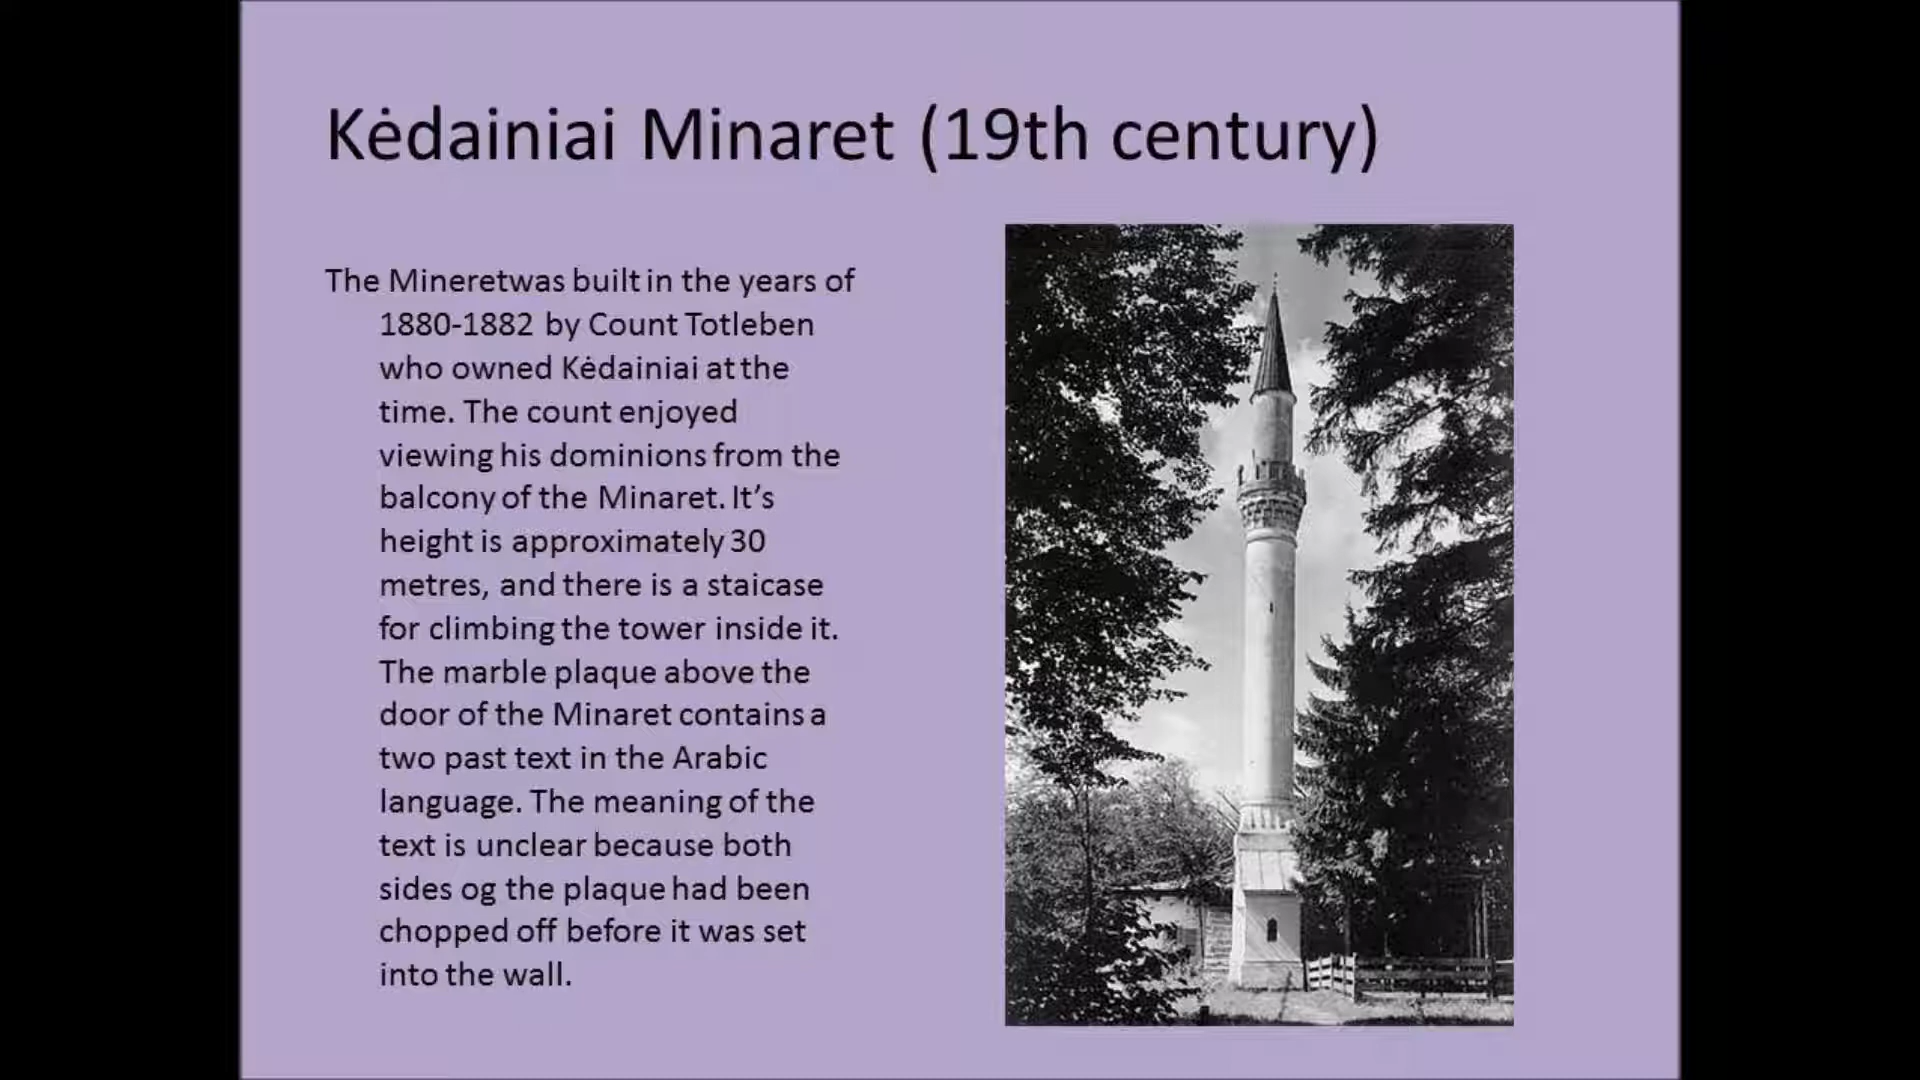 Kėdainiai Minaret (19th century)
The Mineretwas built in the years of
1880-1882 by Count Totleben
who owned Kėdainiai at the
time. The count enjoyed
viewing his dominions from the
balcony of the Minaret. It’s
height is approximately 30
metres, and there is a staicase
for climbing the tower inside it.
The marble plaque above the
door of the Minaret contains a
two past text in the Arabic
language. The meaning of the
text is unclear because both
sides og the plaque had been
chopped off before it was set
into the wall.